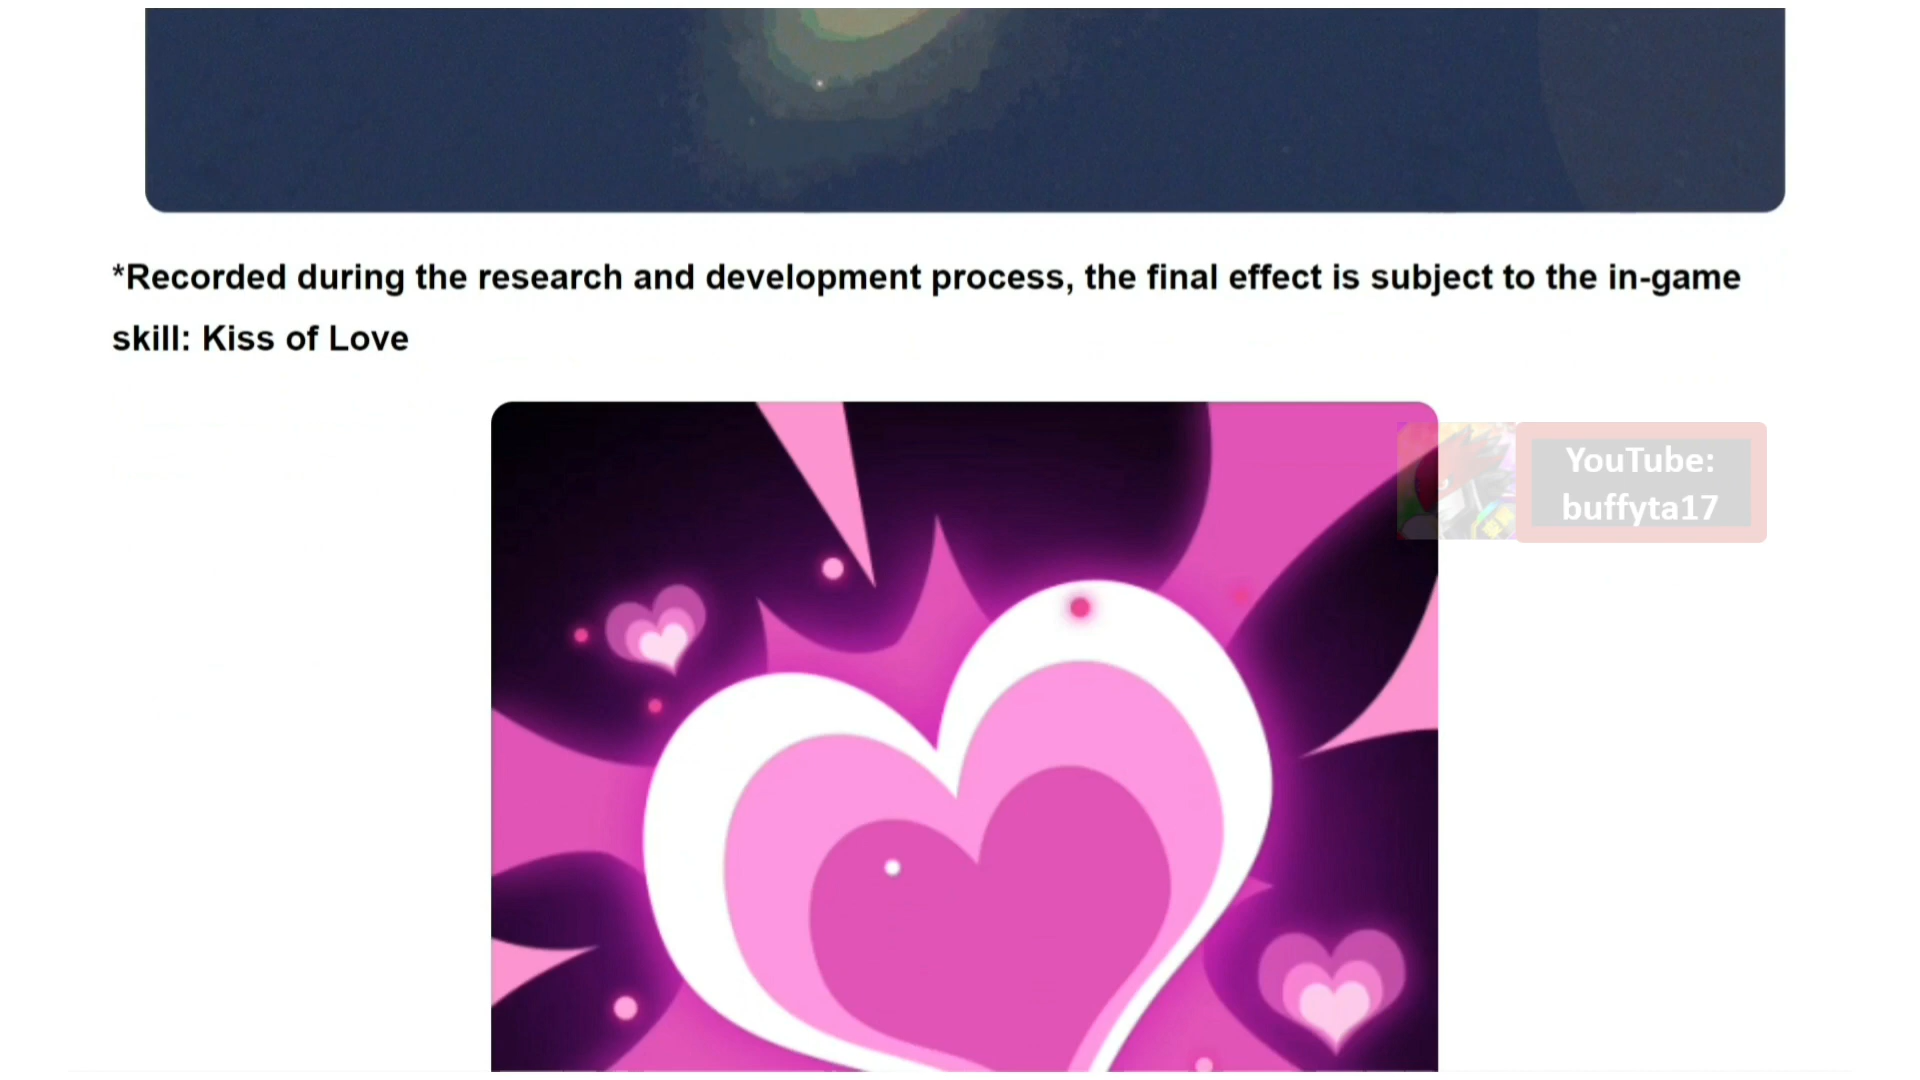 *Recorded during the research and development process, the final effect is subject to the in-game
skill: Kiss of Love
YouTube:
buffyta17